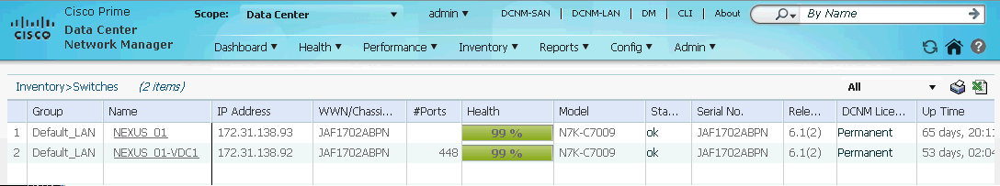 Scope: Data Center admin DCNM-SAN | DCNM-LAN | DM | CLI | About By Name
CISCO
Cisco Prime
Data Center
Network Manager
Dashboard Health Performance Inventory Reports Config Admin
Inventory>Switches (2 items) All
Group Name IP Address WWN/Chassi... #Ports Health Model Sta... Serial No. Rele... DCNM Lice... Up Time
1 Default_LAN NEXUS_01 172.31.138.93 JAF1702ABPN 99 % N7K-C7009 ok JAF1702ABPN 6.1(2) Permanent 65 days, 20:11
2 Default_LAN NEXUS_01-VDC1 172.31.138.92 JAF1702ABPN 448 99 % N7K-C7009 ok JAF1702ABPN 6.1(2) Permanent 53 days, 02:04